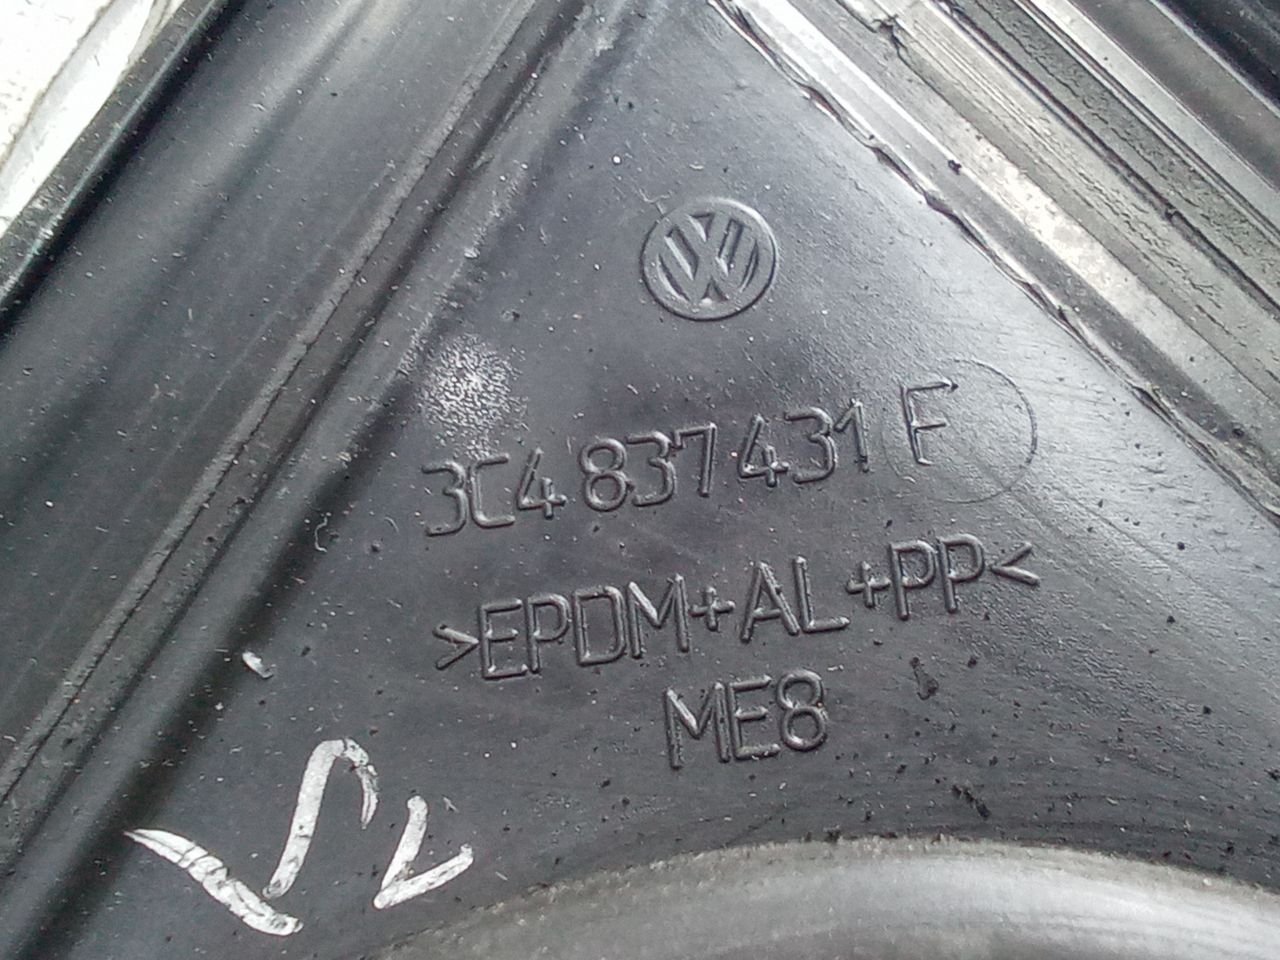 3C4 837 431 F
>EPDM+AL+PP<
ME8